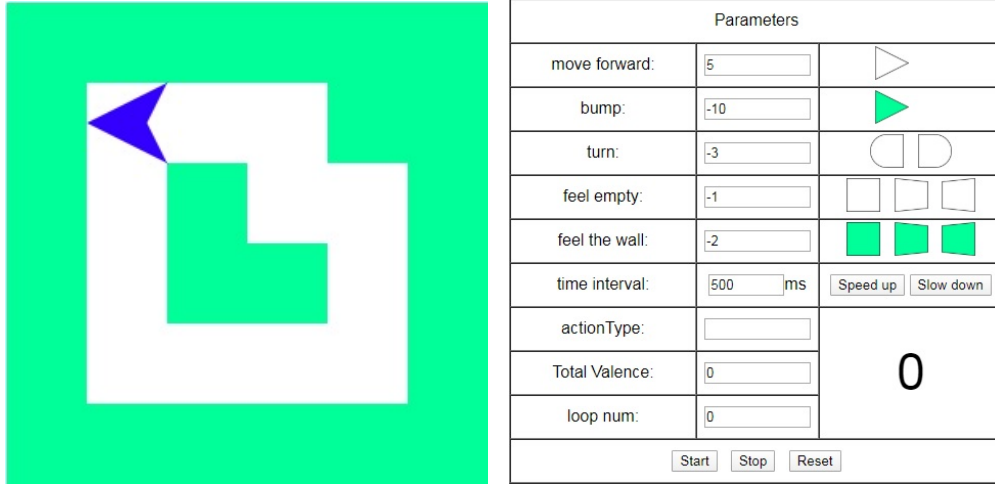 Parameters
move forward: 5
bump: -10
turn: -3
feel empty: -1
feel the wall: -2
time interval: 500 ms Speed up Slow down
actionType:
0
Total Valence: 0
loop num: 0
Start Stop Reset